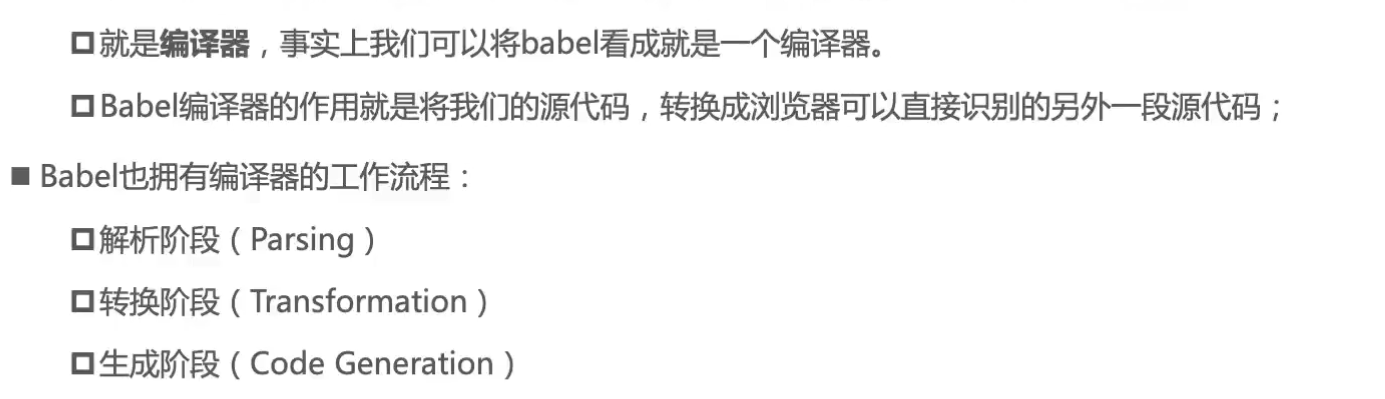 就是编译器，事实上我们可以将babel看成就是一个编译器。
Babel编译器的作用就是将我们的源代码，转换成浏览器可以直接识别的另外一段源代码；
Babel也拥有编译器的工作流程：
解析阶段（Parsing）
转换阶段（Transformation）
生成阶段（Code Generation）